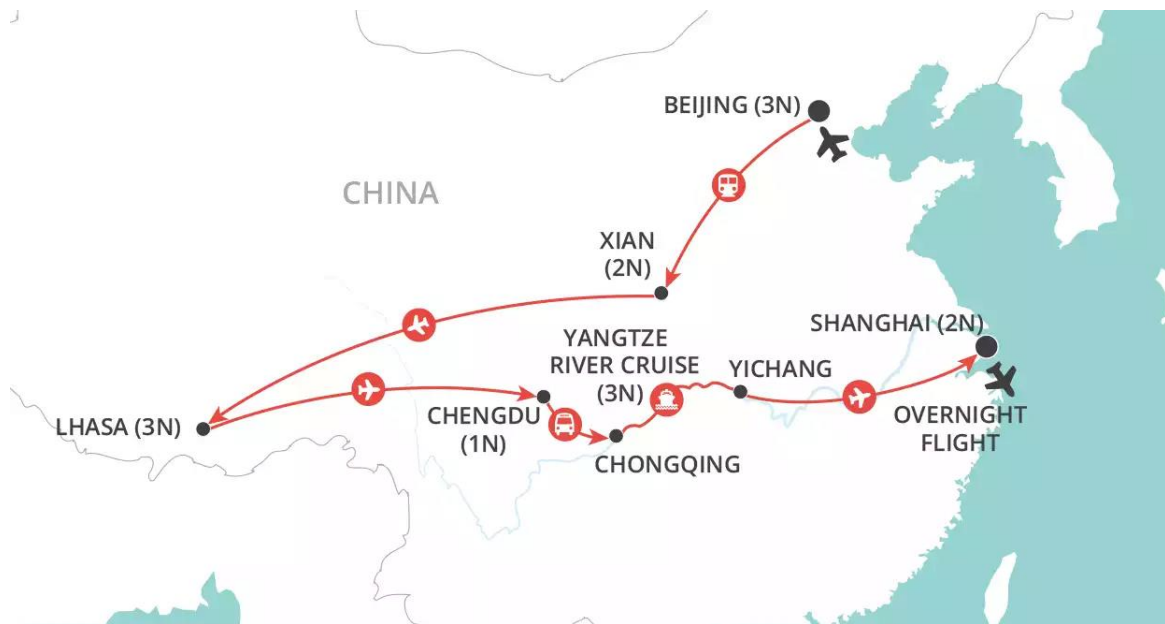 BEIJING (3N)
CHINA
XIAN
(2N)
SHANGHAI (2N)
YANGTZE
RIVER CRUISE
(3N)
YICHANG
LHASA (3N)
CHENGDU
(1N)
OVERNIGHT
FLIGHT
CHONGQING